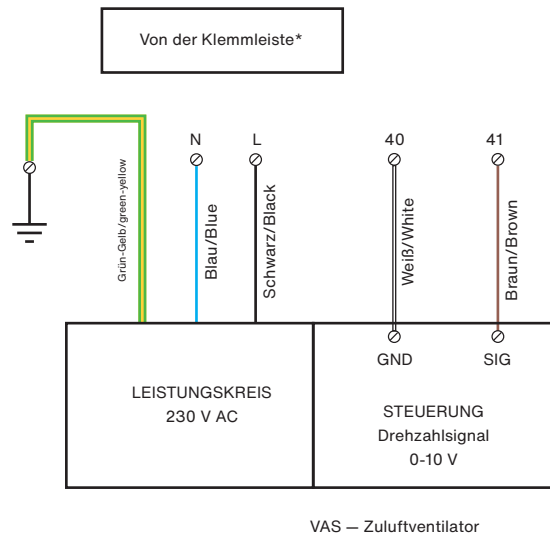 Von der Klemmleiste*
N
L
40
41
Grün-Gelb/green-yellow
Blau/Blue
Schwarz/Black
Weiß/White
Braun/Brown
GND
SIG
LEISTUNGSKREIS
230 V AC
STEUERUNG
Drehzahlsignal
0-10 V
VAS — Zuluftventilator